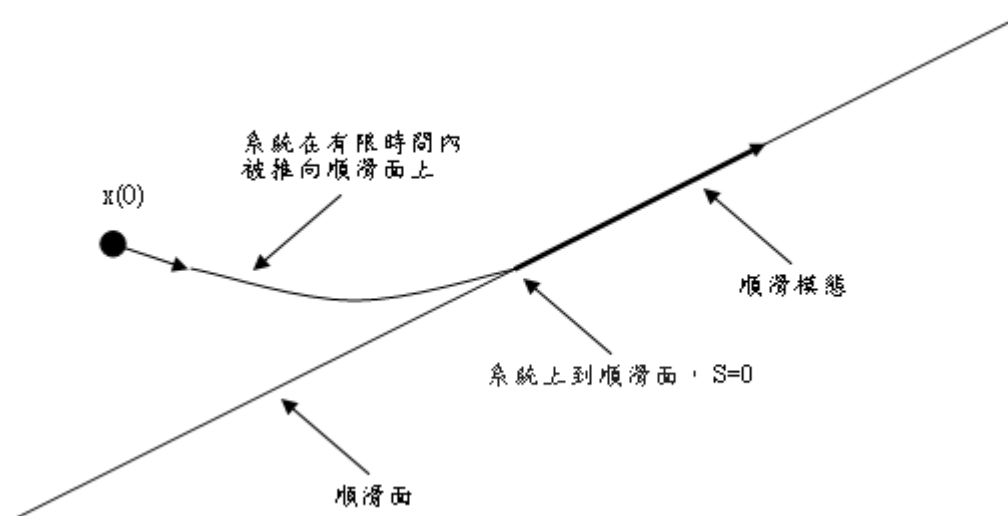 系統在有限時間內
被推向順滑面上
x(0)
順滑模態
系統上到順滑面，S=0
順滑面